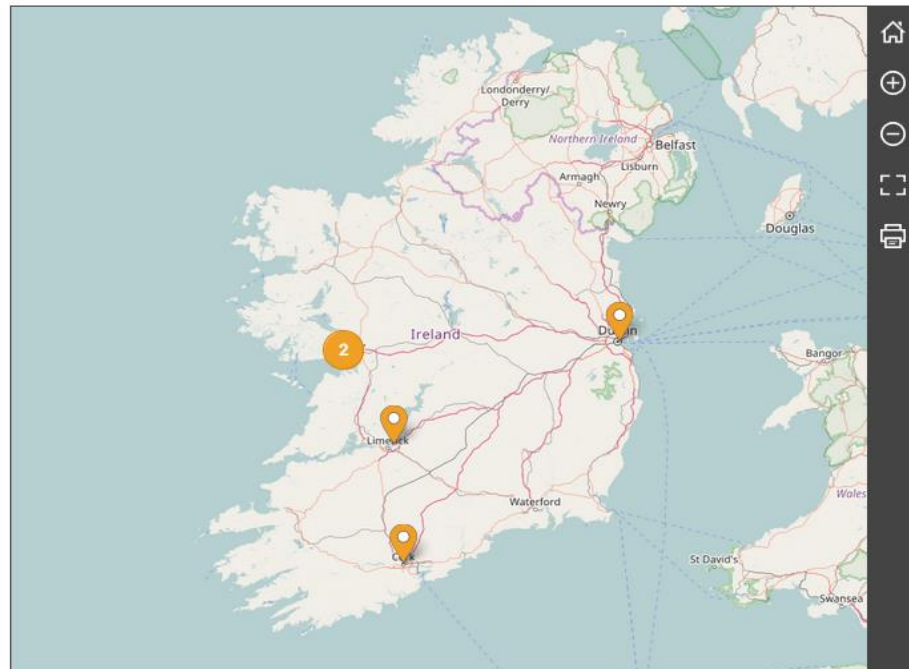 Londonderry/
Derry
Northern Ireland
Belfast
Lisburn
Armagh
Newry
Douglas
Ireland
2
Bangor
Limerick
Waterford
Wales
St David's
Swansea